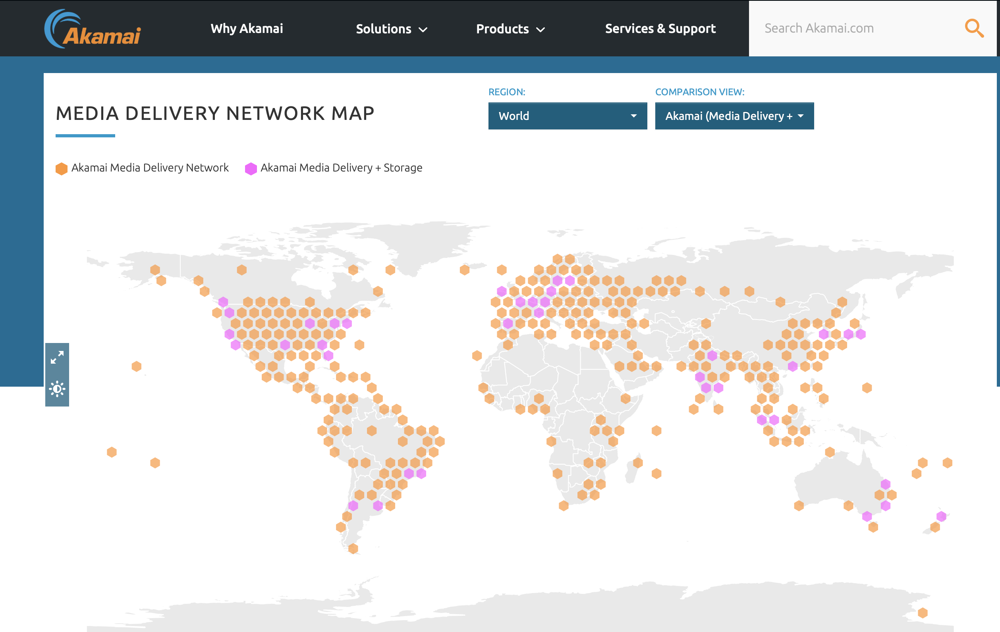 Akamai
Why Akamai
Solutions
Products
Services & Support
Search Akamai.com
REGION:
COMPARISON VIEW:
MEDIA DELIVERY NETWORK MAP
World
Akamai (Media Delivery +
Akamai Media Delivery Network
Akamai Media Delivery + Storage